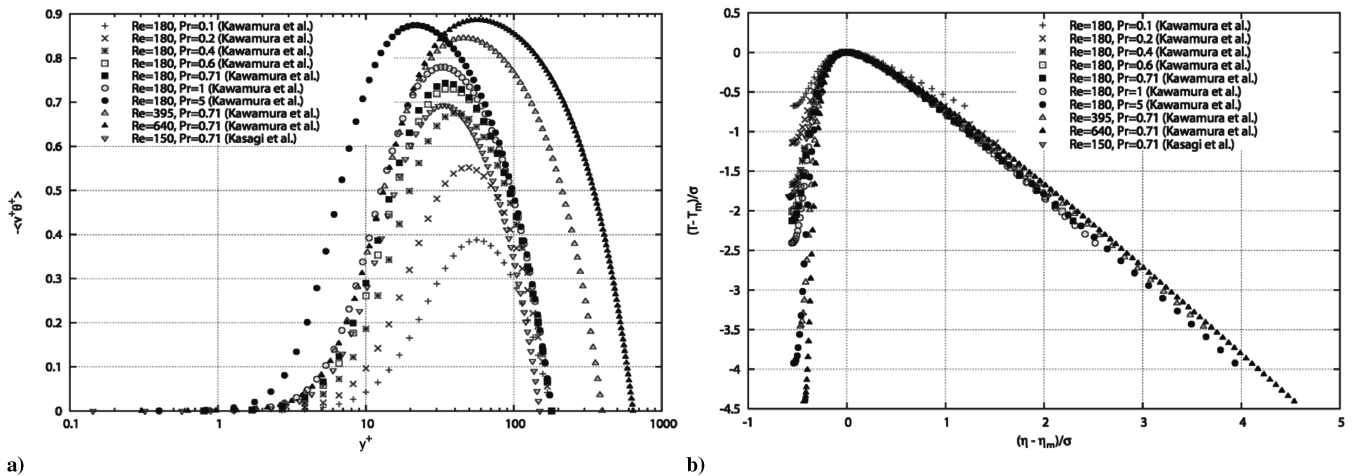 0.9
0.8
0.7
0.6
0.5
0.4
0.3
0.2
0.1
0
-<v⁺θ⁺>
Re=180, Pr=0.1 (Kawamura et al.)
Re=180, Pr=0.2 (Kawamura et al.)
Re=180, Pr=0.4 (Kawamura et al.)
Re=180, Pr=0.6 (Kawamura et al.)
Re=180, Pr=0.71 (Kawamura et al.)
Re=180, Pr=1 (Kawamura et al.)
Re=180, Pr=5 (Kawamura et al.)
Re=395, Pr=0.71 (Kawamura et al.)
Re=640, Pr=0.71 (Kawamura et al.)
Re=150, Pr=0.71 (Kasagi et al.)
0.1 1 10 100 1000
y⁺
a)
0.5
0
-0.5
-1
-1.5
-2
-2.5
-3
-3.5
-4
-4.5
(T-Tₘ)/σ
Re=180, Pr=0.1 (Kawamura et al.)
Re=180, Pr=0.2 (Kawamura et al.)
Re=180, Pr=0.4 (Kawamura et al.)
Re=180, Pr=0.6 (Kawamura et al.)
Re=180, Pr=0.71 (Kawamura et al.)
Re=180, Pr=1 (Kawamura et al.)
Re=180, Pr=5 (Kawamura et al.)
Re=395, Pr=0.71 (Kawamura et al.)
Re=640, Pr=0.71 (Kawamura et al.)
Re=150, Pr=0.71 (Kasagi et al.)
-1 0 1 2 3 4 5
(η - ηₘ)/σ
b)